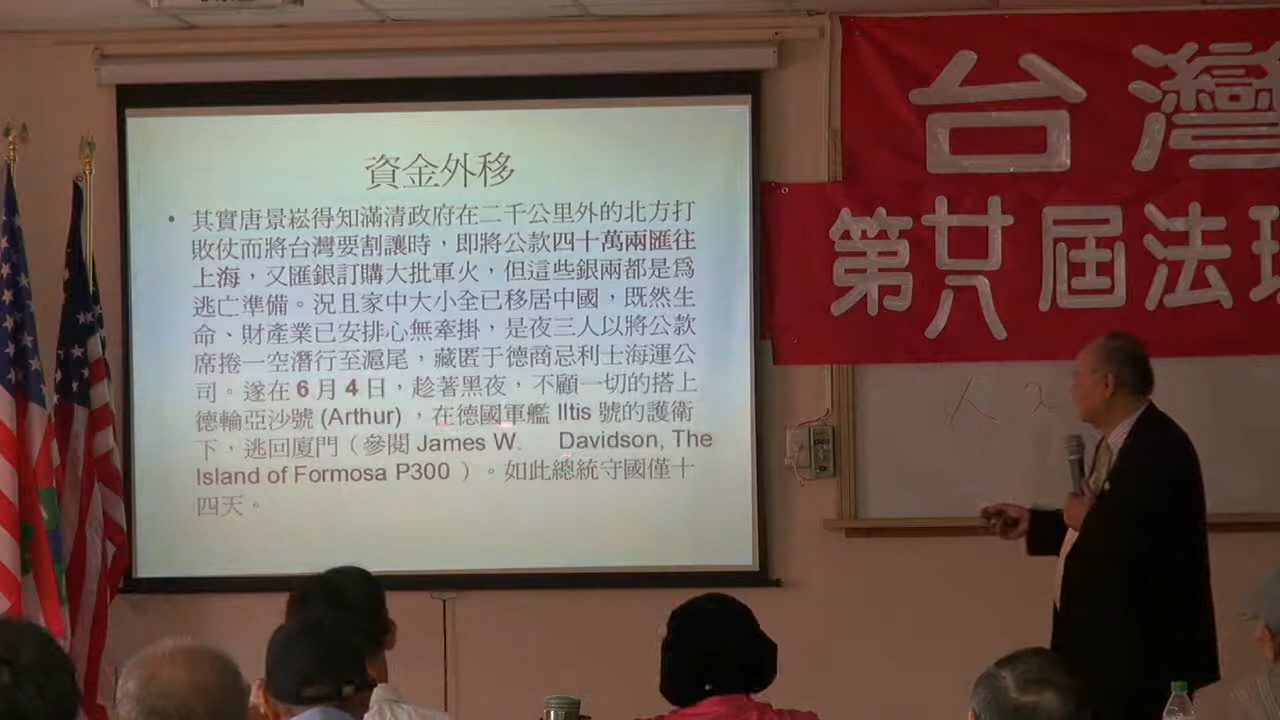 資金外移
• 其實唐景崧得知滿清政府在二千公里外的北方打
敗仗而將台灣要割讓時，即將公款四十萬兩匯往
上海，又匯銀訂購大批軍火，但這些銀兩都是為
逃亡準備。況且家中大小全已移居中國，既然生
命、財產業已安排心無牽掛，是夜三人以將公款
席捲一空潛行至滬尾，藏匿于德商忌利士海運公
司。遂在 6 月 4 日，趁著黑夜，不顧一切的搭上
德輪亞沙號 (Arthur) ，在德國軍艦 Iltis 號的護衛
下，逃回廈門（參閱 James W. Davidson, The
Island of Formosa P300 ）。如此總統守國僅十
四天。
台灣
第廿八屆法
人 2